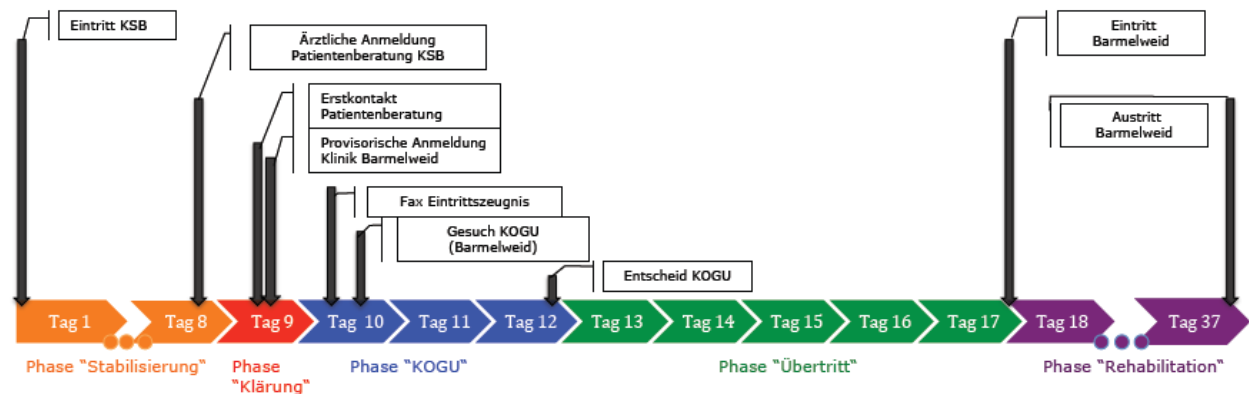 Eintritt KSB
Ärztliche Anmeldung
Patientenberatung KSB
Erstkontakt
Patientenberatung
Provisorische Anmeldung
Klinik Barmelweid
Fax Eintrittszeugnis
Gesuch KOGU
(Barmelweid)
Entscheid KOGU
Eintritt
Barmelweid
Austritt
Barmelweid
Tag 1
Tag 8
Tag 9
Tag 10
Tag 11
Tag 12
Tag 13
Tag 14
Tag 15
Tag 16
Tag 17
Tag 18
Tag 37
Phase "Stabilisierung"
Phase
"Klärung"
Phase "KOGU"
Phase "Übertritt"
Phase "Rehabilitation"